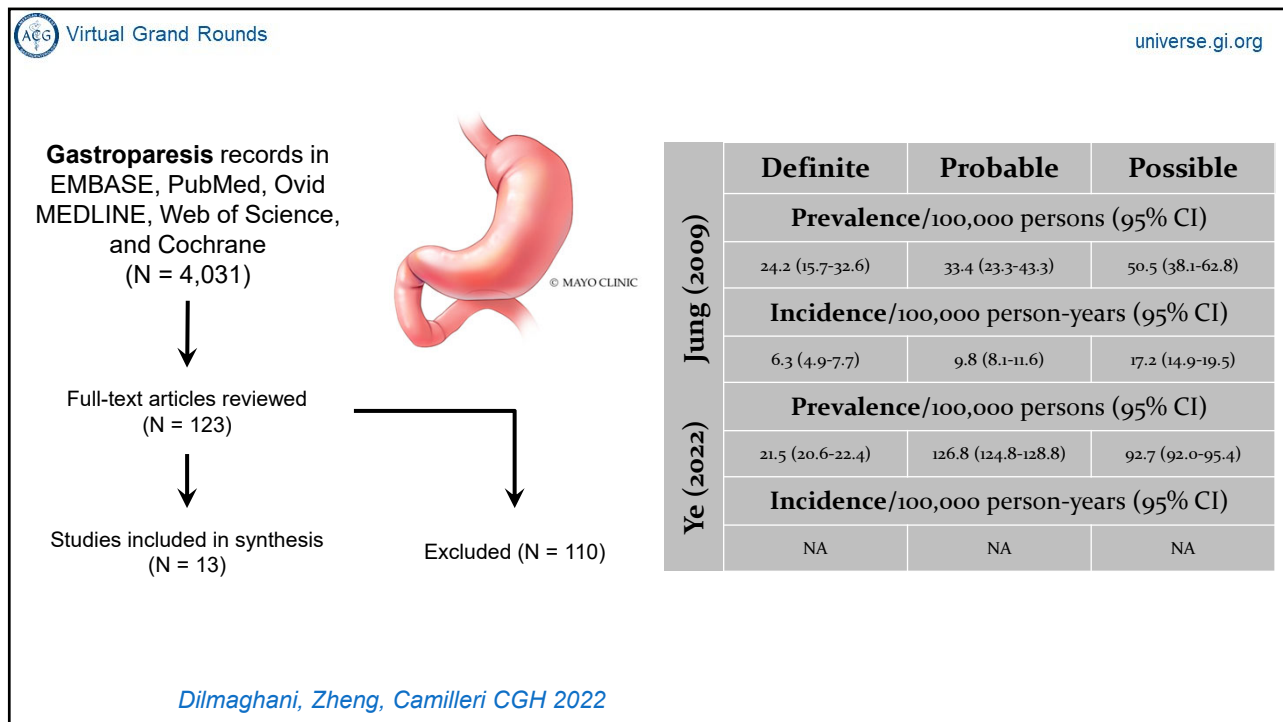 ACG
Virtual Grand Rounds
universe.gi.org
Gastroparesis records in
EMBASE, PubMed, Ovid
MEDLINE, Web of Science,
and Cochrane
(N = 4,031)
Full-text articles reviewed
(N = 123)
Studies included in synthesis
(N = 13)
Excluded (N = 110)
© MAYO CLINIC
Definite Probable Possible
Jung (2009)
Prevalence/100,000 persons (95% CI)
24.2 (15.7-32.6) 33.4 (23.3-43.3) 50.5 (38.1-62.8)
Incidence/100,000 person-years (95% CI)
6.3 (4.9-7.7) 9.8 (8.1-11.6) 17.2 (14.9-19.5)
Ye (2022)
Prevalence/100,000 persons (95% CI)
21.5 (20.6-22.4) 126.8 (124.8-128.8) 92.7 (92.0-95.4)
Incidence/100,000 person-years (95% CI)
NA NA NA
Dilmaghani, Zheng, Camilleri CGH 2022